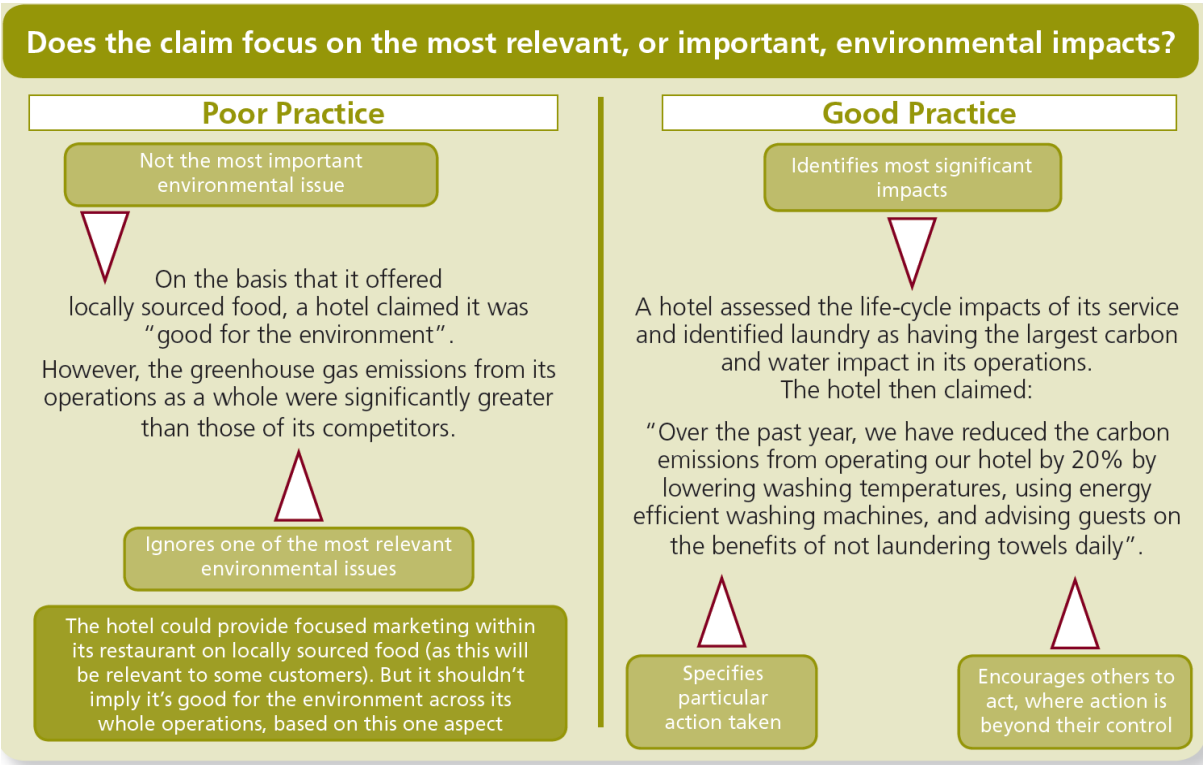 Does the claim focus on the most relevant, or important, environmental impacts?
Poor Practice
Not the most important
environmental issue
On the basis that it offered
locally sourced food, a hotel claimed it was
“good for the environment”.
However, the greenhouse gas emissions from its
operations as a whole were significantly greater
than those of its competitors.
Ignores one of the most relevant
environmental issues
The hotel could provide focused marketing within
its restaurant on locally sourced food (as this will
be relevant to some customers). But it shouldn’t
imply it’s good for the environment across its
whole operations, based on this one aspect
Good Practice
Identifies most significant
impacts
A hotel assessed the life-cycle impacts of its service
and identified laundry as having the largest carbon
and water impact in its operations.
The hotel then claimed:
“Over the past year, we have reduced the carbon
emissions from operating our hotel by 20% by
lowering washing temperatures, using energy
efficient washing machines, and advising guests on
the benefits of not laundering towels daily”.
Specifies
particular
action taken
Encourages others to
act, where action is
beyond their control